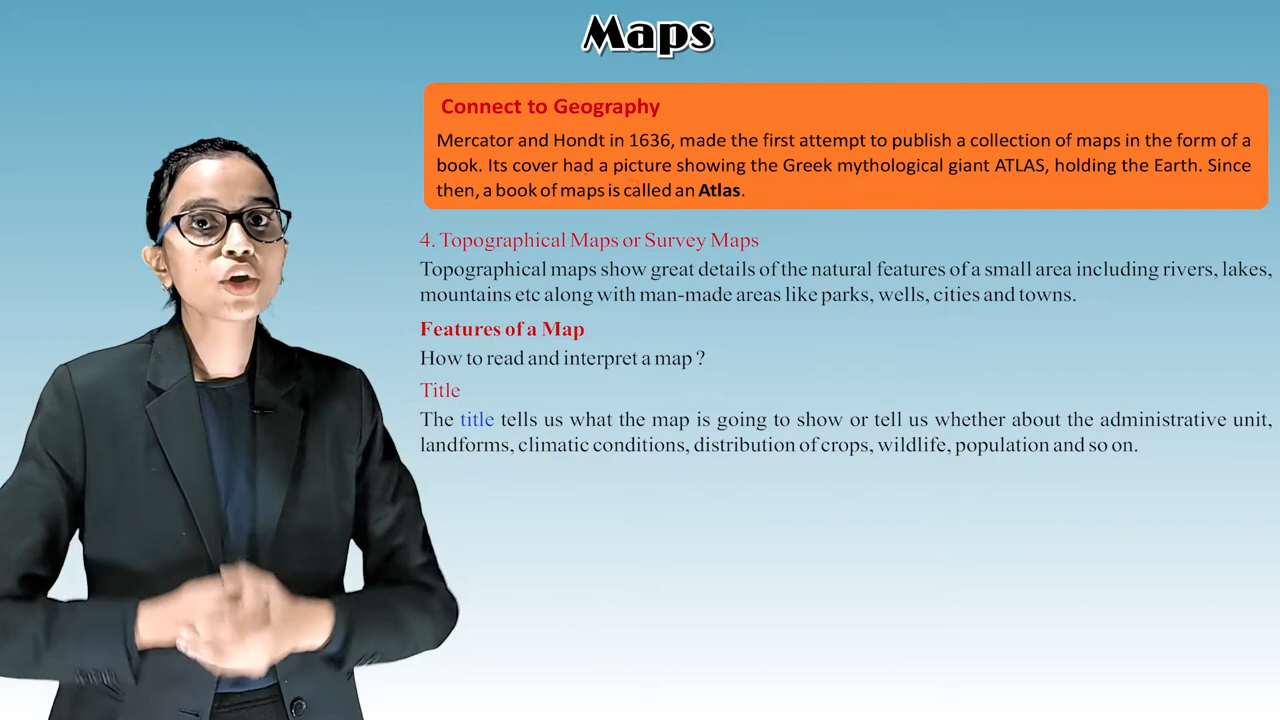 Maps
Connect to Geography
Mercator and Hondt in 1636, made the first attempt to publish a collection of maps in the form of a
book. Its cover had a picture showing the Greek mythological giant ATLAS, holding the Earth. Since
then, a book of maps is called an Atlas.
4. Topographical Maps or Survey Maps
Topographical maps show great details of the natural features of a small area including rivers, lakes,
mountains etc along with man-made areas like parks, wells, cities and towns.
Features of a Map
How to read and interpret a map ?
Title
The title tells us what the map is going to show or tell us whether about the administrative unit,
landforms, climatic conditions, distribution of crops, wildlife, population and so on.